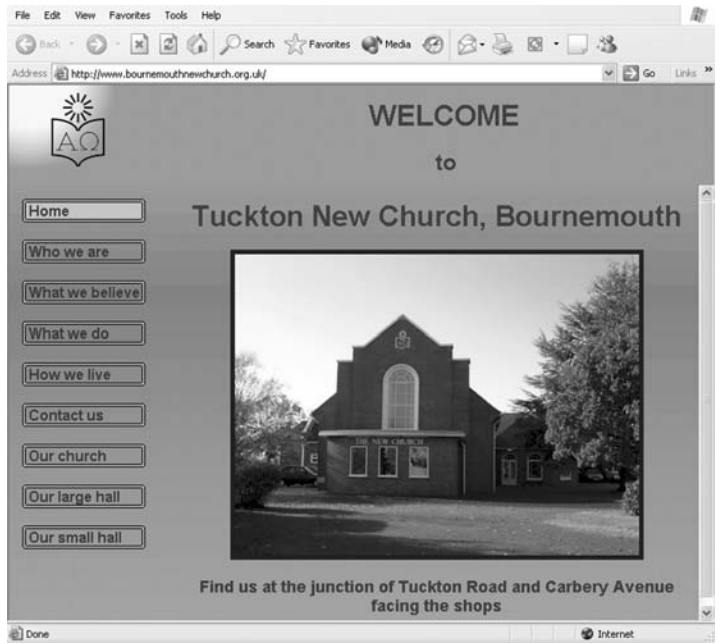 File Edit View Favorites Tools Help
Back Search Favorites Media
Address http://www.bournemouthnewchurch.org.uk/ Go Links »
ΑΩ
WELCOME
to
Tuckton New Church, Bournemouth
Home
Who we are
What we believe
What we do
How we live
Contact us
Our church
Our large hall
Our small hall
THE NEW CHURCH
Find us at the junction of Tuckton Road and Carbery Avenue
facing the shops
Done Internet